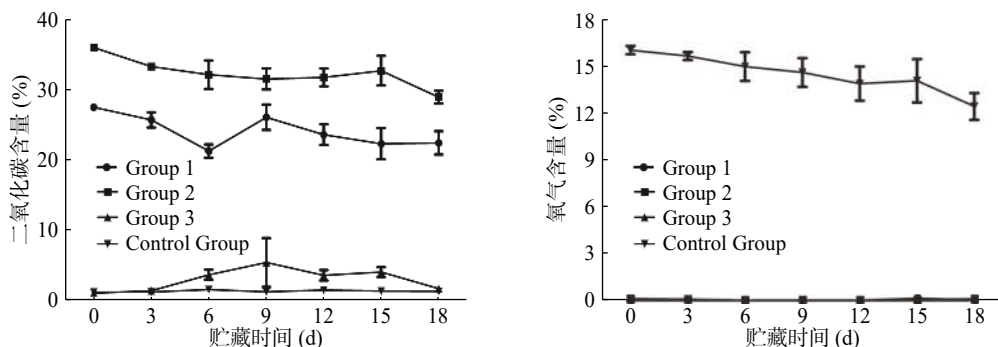 40
30
20
10
0
二氧化碳含量 (%)
Group 1
Group 2
Group 3
Control Group
0 3 6 9 12 15 18
贮藏时间 (d)
18
15
12
9
6
3
0
氧气含量 (%)
Group 1
Group 2
Group 3
Control Group
0 3 6 9 12 15 18
贮藏时间 (d)